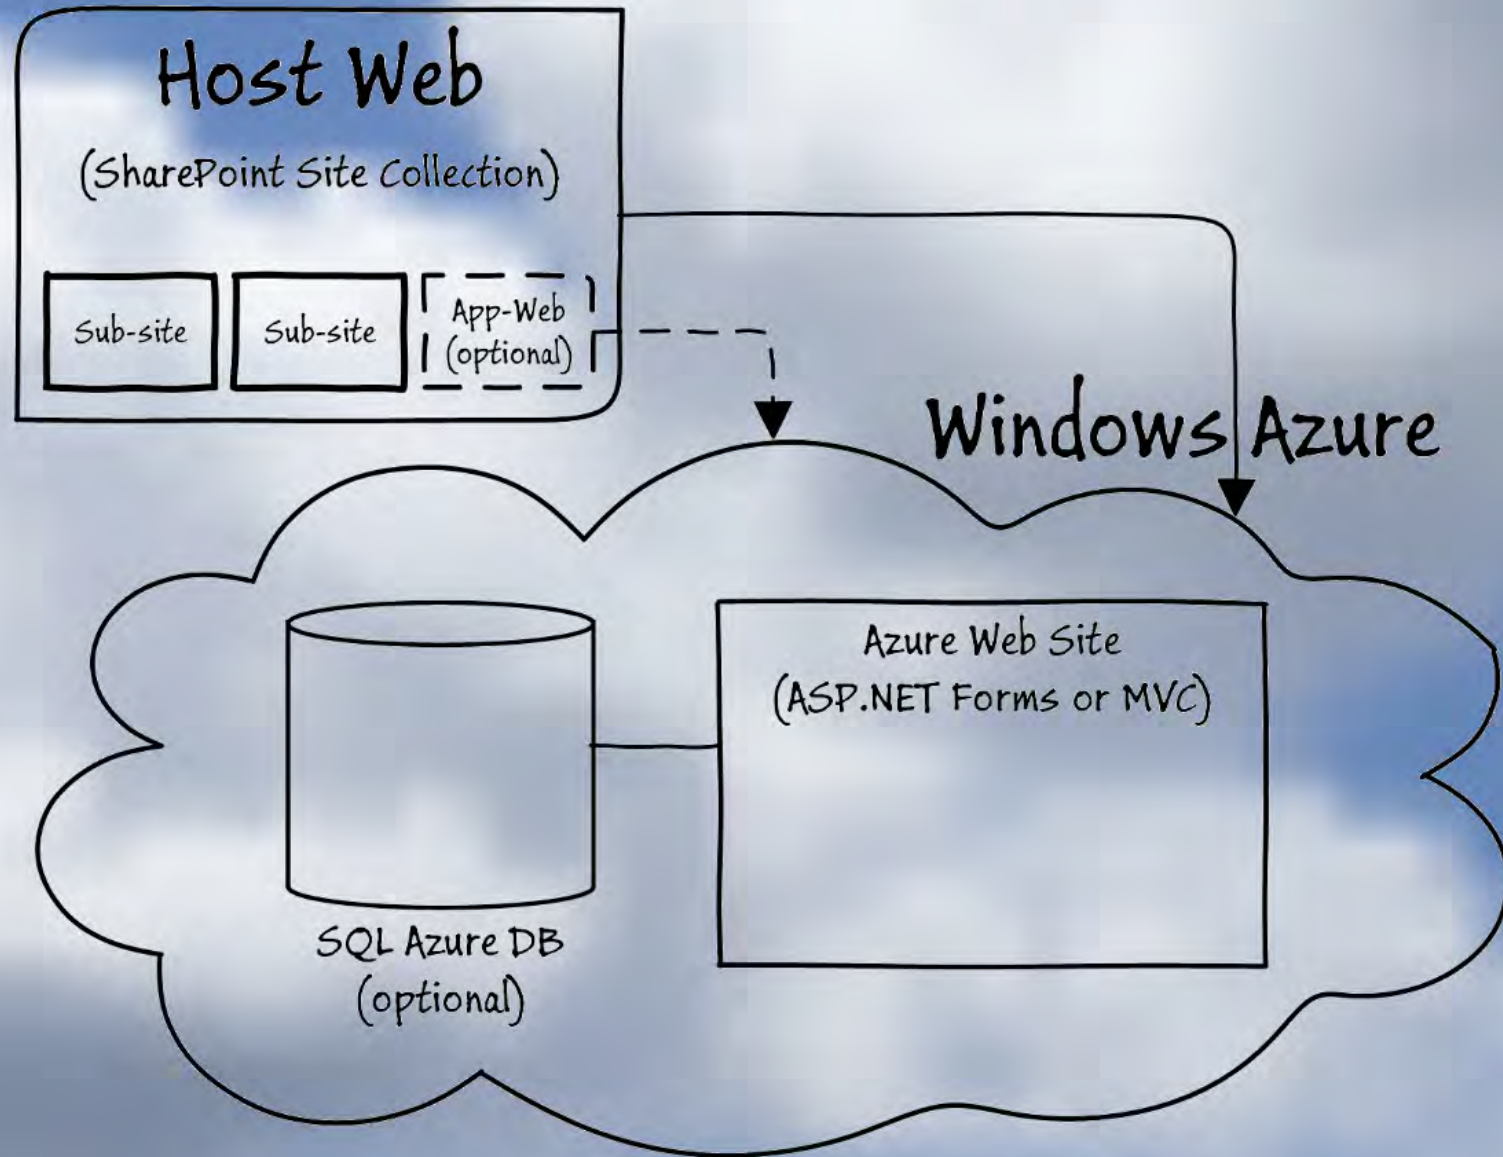 Host Web
(SharePoint Site Collection)
Sub-site
Sub-site
App-Web
(optional)
Windows Azure
Azure Web Site
(ASP.NET Forms or MVC)
SQL Azure DB
(optional)